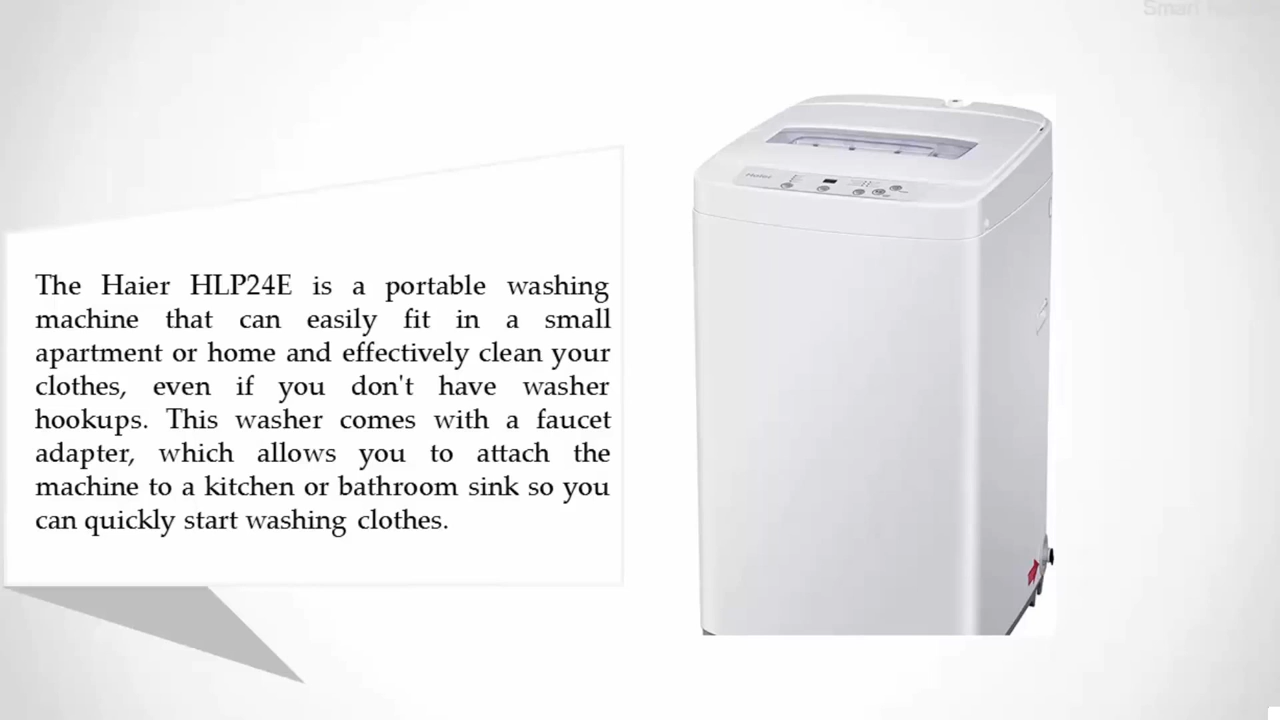 Smart
The Haier HLP24E is a portable washing
machine that can easily fit in a small
apartment or home and effectively clean your
clothes, even if you don't have washer
hookups. This washer comes with a faucet
adapter, which allows you to attach the
machine to a kitchen or bathroom sink so you
can quickly start washing clothes.
Haier